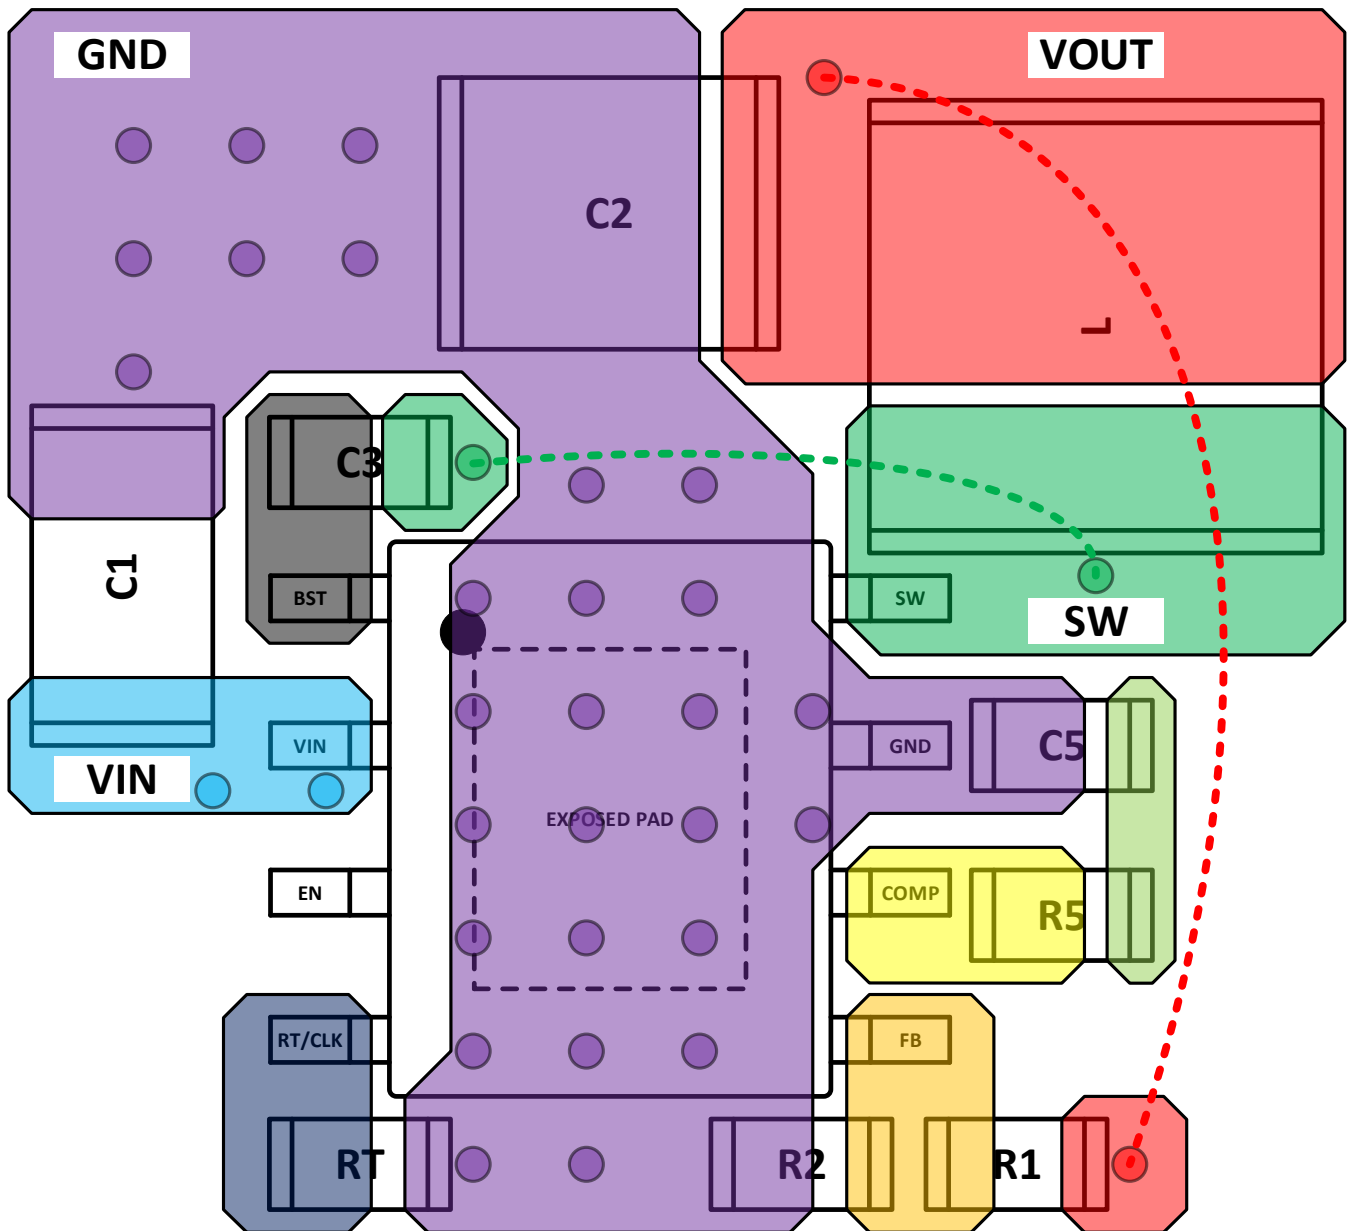 GND
VOUT
C2
L
C3
C1
BST
SW
SW
VIN
GND
C5
VIN
EXPOSED PAD
EN
COMP
R5
RT/CLK
FB
RT
R2
R1